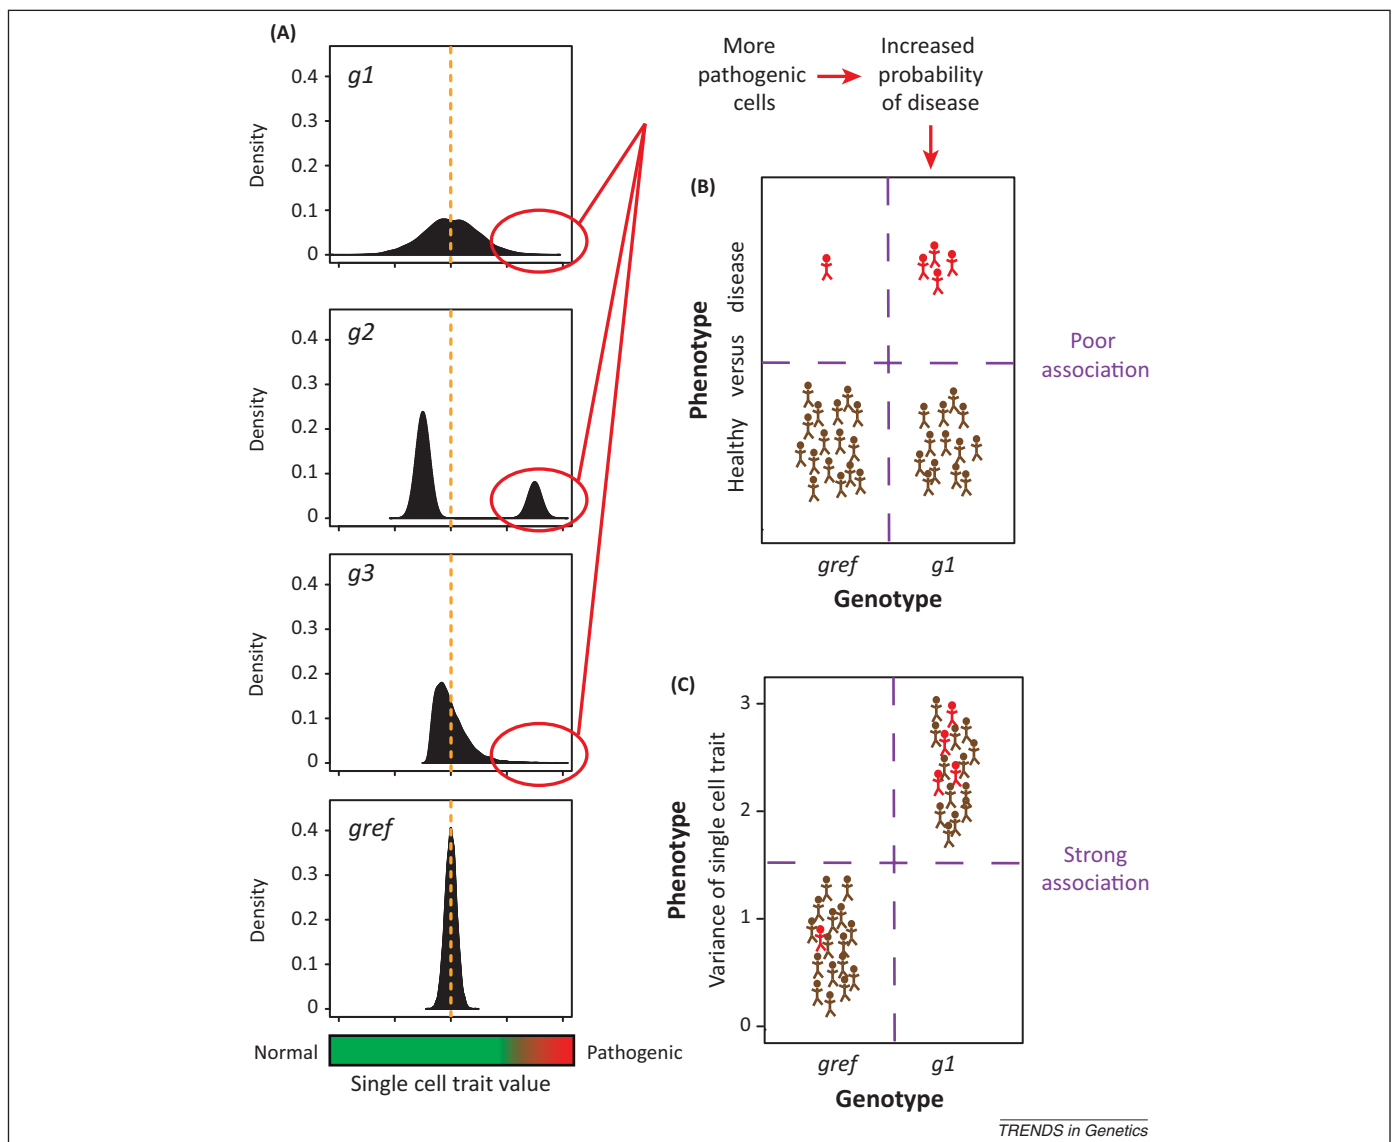 (A)
g1
0.4
0.3
0.2
0.1
0
Density
g2
0.4
0.3
0.2
0.1
0
Density
g3
0.4
0.3
0.2
0.1
0
Density
gref
0.4
0.3
0.2
0.1
0
Density
Normal
Pathogenic
Single cell trait value
More
pathogenic
cells
Increased
probability
of disease
(B)
Phenotype
Healthy versus disease
Poor
association
gref
g1
Genotype
(C)
3
2
1
0
Phenotype
Variance of single cell trait
Strong
association
gref
g1
Genotype
TRENDS in Genetics